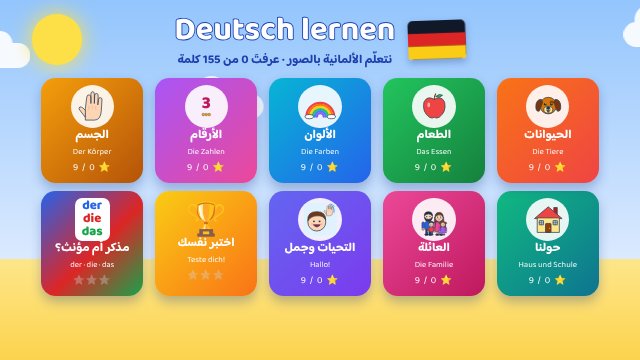 Deutsch lernen
نتعلّم الألمانية بالصور · عرفتَ 0 من 155 كلمة
الحيوانات
Die Tiere
9 / 0 ⭐
الطعام
Das Essen
9 / 0 ⭐
الألوان
Die Farben
9 / 0 ⭐
3
الأرقام
Die Zahlen
9 / 0 ⭐
الجسم
Der Körper
9 / 0 ⭐
حولنا
Haus und Schule
9 / 0 ⭐
العائلة
Die Familie
9 / 0 ⭐
التحيات وجمل
Hallo!
9 / 0 ⭐
اختبر نفسك
Teste dich!
der
die
das
مذكر أم مؤنث؟
der · die · das